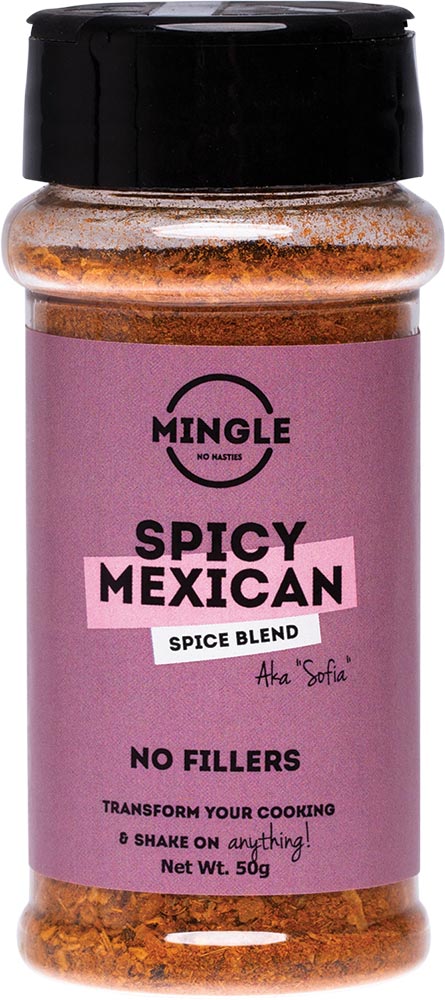 MINGLE
NO NASTIES
SPICY
MEXICAN
SPICE BLEND
Aka "Sofia"
NO FILLERS
TRANSFORM YOUR COOKING
& SHAKE ON anything!
Net Wt. 50g